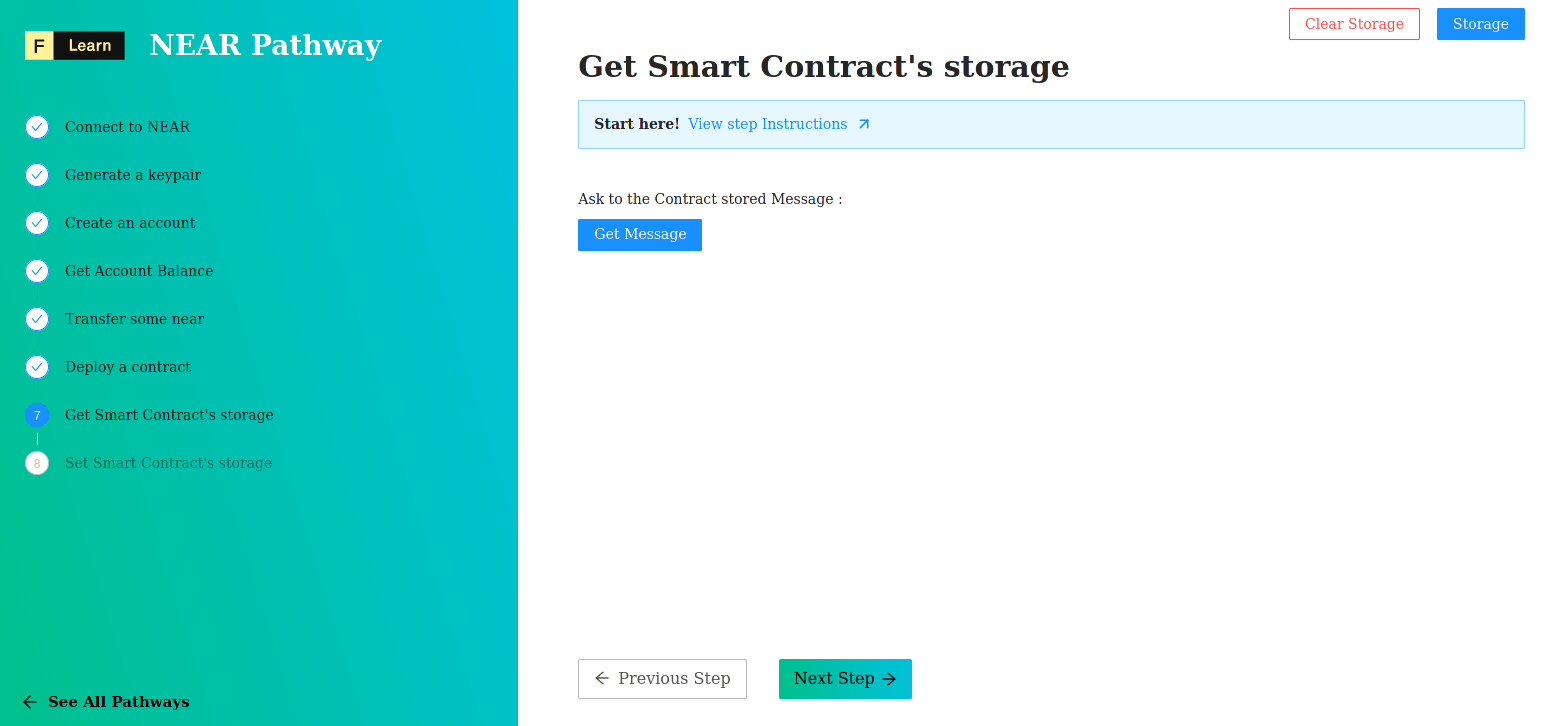 F Learn NEAR Pathway
Connect to NEAR
Generate a keypair
Create an account
Get Account Balance
Transfer some near
Deploy a contract
7 Get Smart Contract's storage
8 Set Smart Contract's storage
See All Pathways
Clear Storage Storage
Get Smart Contract's storage
Start here! View step Instructions
Ask to the Contract stored Message :
Get Message
Previous Step Next Step